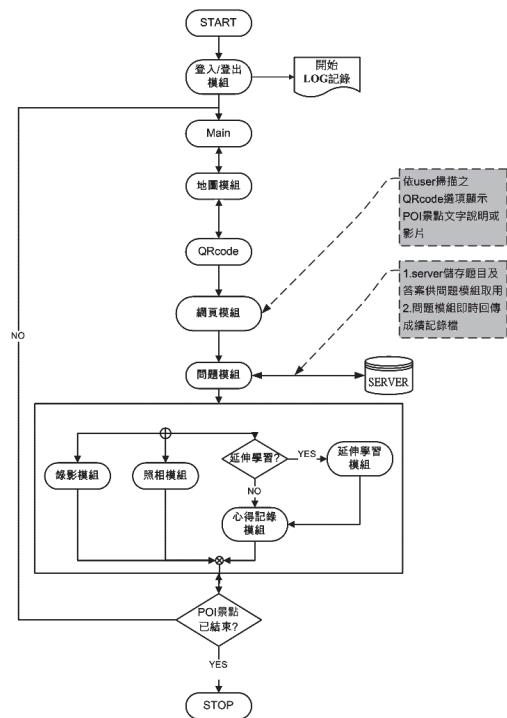 START
登入/登出
模組
開始
LOG記錄
Main
地圖模組
QRcode
依user掃描之
QRcode選項顯示
POI景點文字說明或
影片
網頁模組
1.server儲存題目及
答案供問題模組取用
2.問題模組即時回傳
成績記錄檔
NO
問題模組
SERVER
錄影模組
照相模組
延伸學習?
YES
延伸學習
模組
NO
心得記錄
模組
POI景點
已結束?
YES
STOP